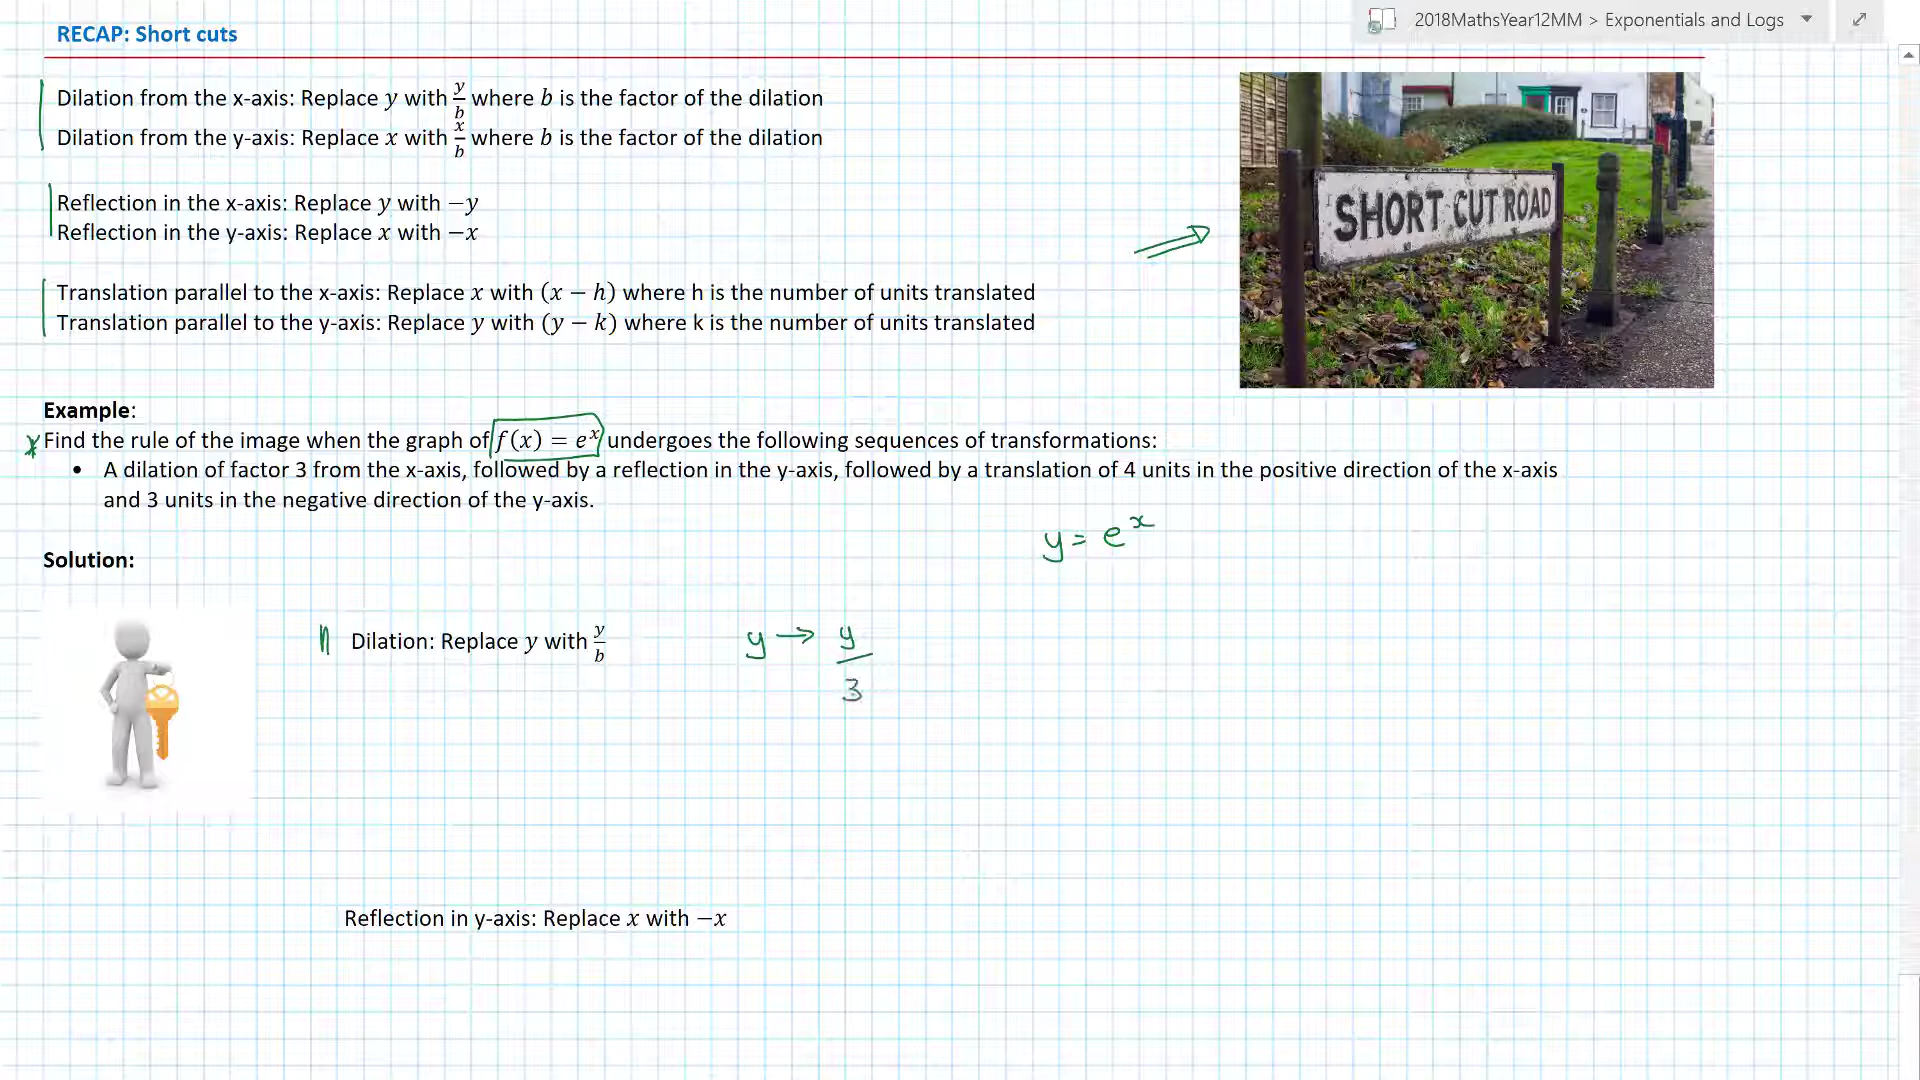 2018MathsYear12MM > Exponentials and Logs
RECAP: Short cuts
Dilation from the x-axis: Replace y with y/b where b is the factor of the dilation
Dilation from the y-axis: Replace x with x/b where b is the factor of the dilation
Reflection in the x-axis: Replace y with −y
Reflection in the y-axis: Replace x with −x
Translation parallel to the x-axis: Replace x with (x − h) where h is the number of units translated
Translation parallel to the y-axis: Replace y with (y − k) where k is the number of units translated
SHORT CUT ROAD
Example:
Find the rule of the image when the graph of f(x) = e^x undergoes the following sequences of transformations:
• A dilation of factor 3 from the x-axis, followed by a reflection in the y-axis, followed by a translation of 4 units in the positive direction of the x-axis
and 3 units in the negative direction of the y-axis.
y = e^x
Solution:
Dilation: Replace y with y/b
y → y/3
Reflection in y-axis: Replace x with −x